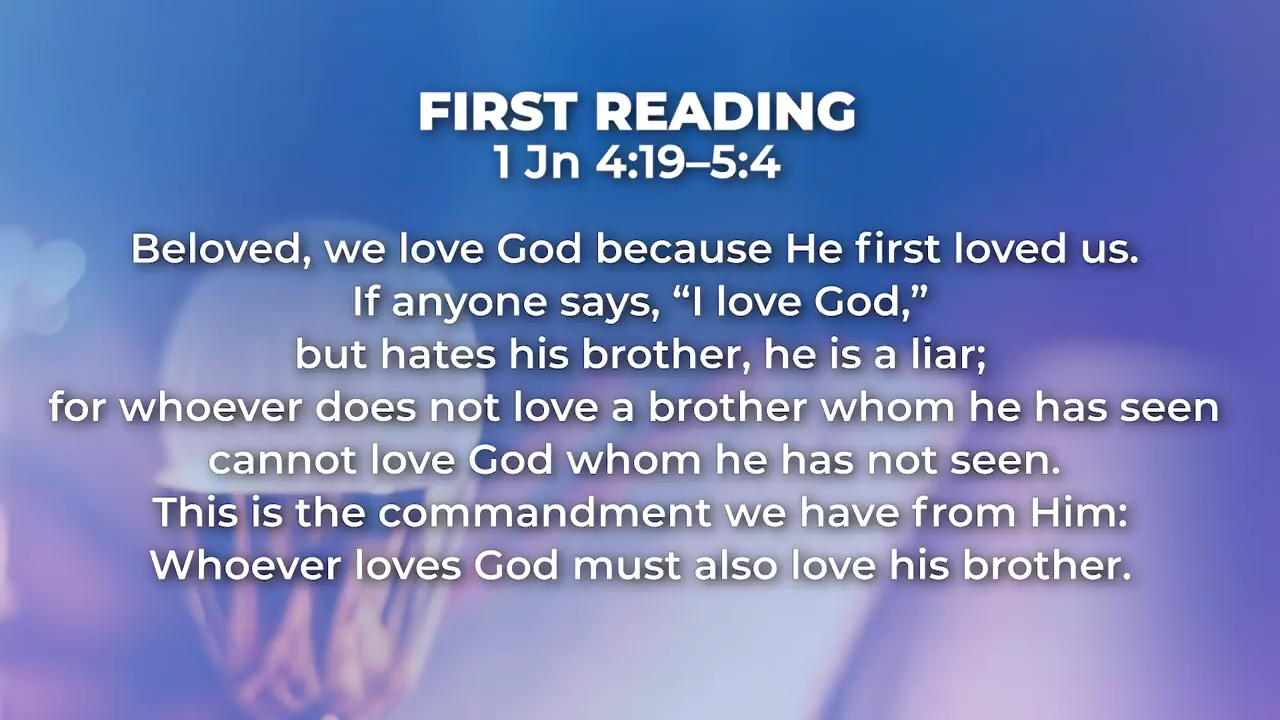 FIRST READING
1 Jn 4:19–5:4
Beloved, we love God because He first loved us.
If anyone says, “I love God,”
but hates his brother, he is a liar;
for whoever does not love a brother whom he has seen
cannot love God whom he has not seen.
This is the commandment we have from Him:
Whoever loves God must also love his brother.